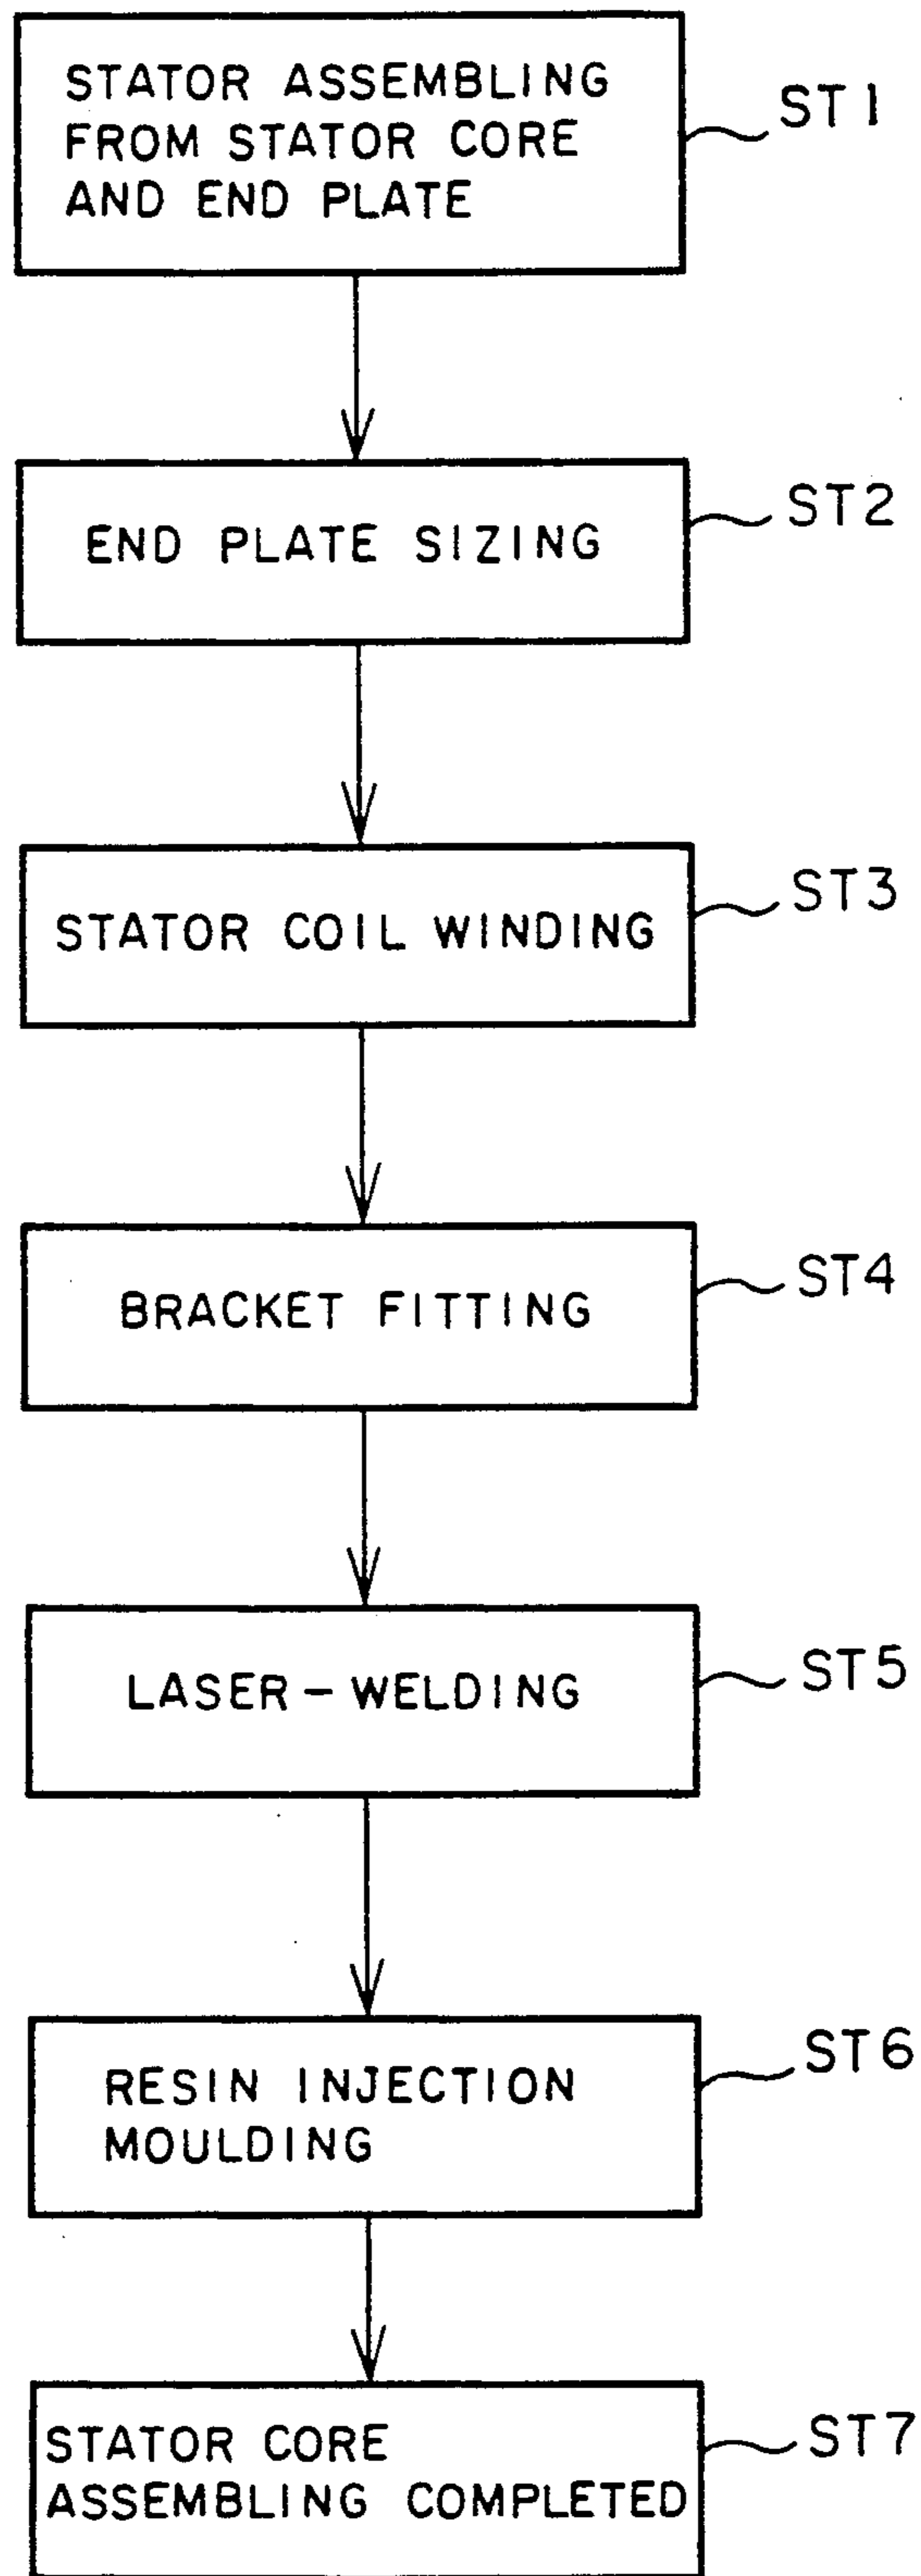 STATOR ASSEMBLING
FROM STATOR CORE
AND END PLATE
ST1
END PLATE SIZING
ST2
STATOR COIL WINDING
ST3
BRACKET FITTING
ST4
LASER-WELDING
ST5
RESIN INJECTION
MOULDING
ST6
STATOR CORE
ASSEMBLING COMPLETED
ST7